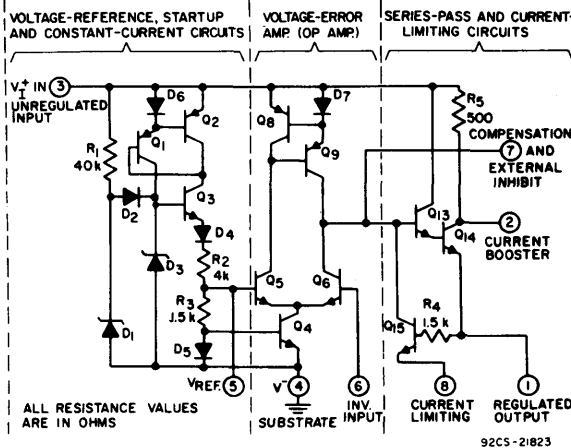 VOLTAGE-REFERENCE, STARTUP
AND CONSTANT-CURRENT CIRCUITS
VOLTAGE-ERROR
AMP. (OP AMP.)
SERIES-PASS AND CURRENT-
LIMITING CIRCUITS
V+I IN 3
UNREGULATED
INPUT
D6
Q2
Q1
R1
40k
D2
Q3
D4
R2
4k
D3
R3
1.5k
D1
D5
VREF. 5
Q8
D7
Q9
Q5
Q6
Q4
V- 4
SUBSTRATE
6
INV.
INPUT
R5
500
COMPENSATION
7 AND
EXTERNAL
INHIBIT
Q13
Q14
2
CURRENT
BOOSTER
R4
1.5k
Q15
8
CURRENT
LIMITING
1
REGULATED
OUTPUT
ALL RESISTANCE VALUES
ARE IN OHMS
92CS-21823